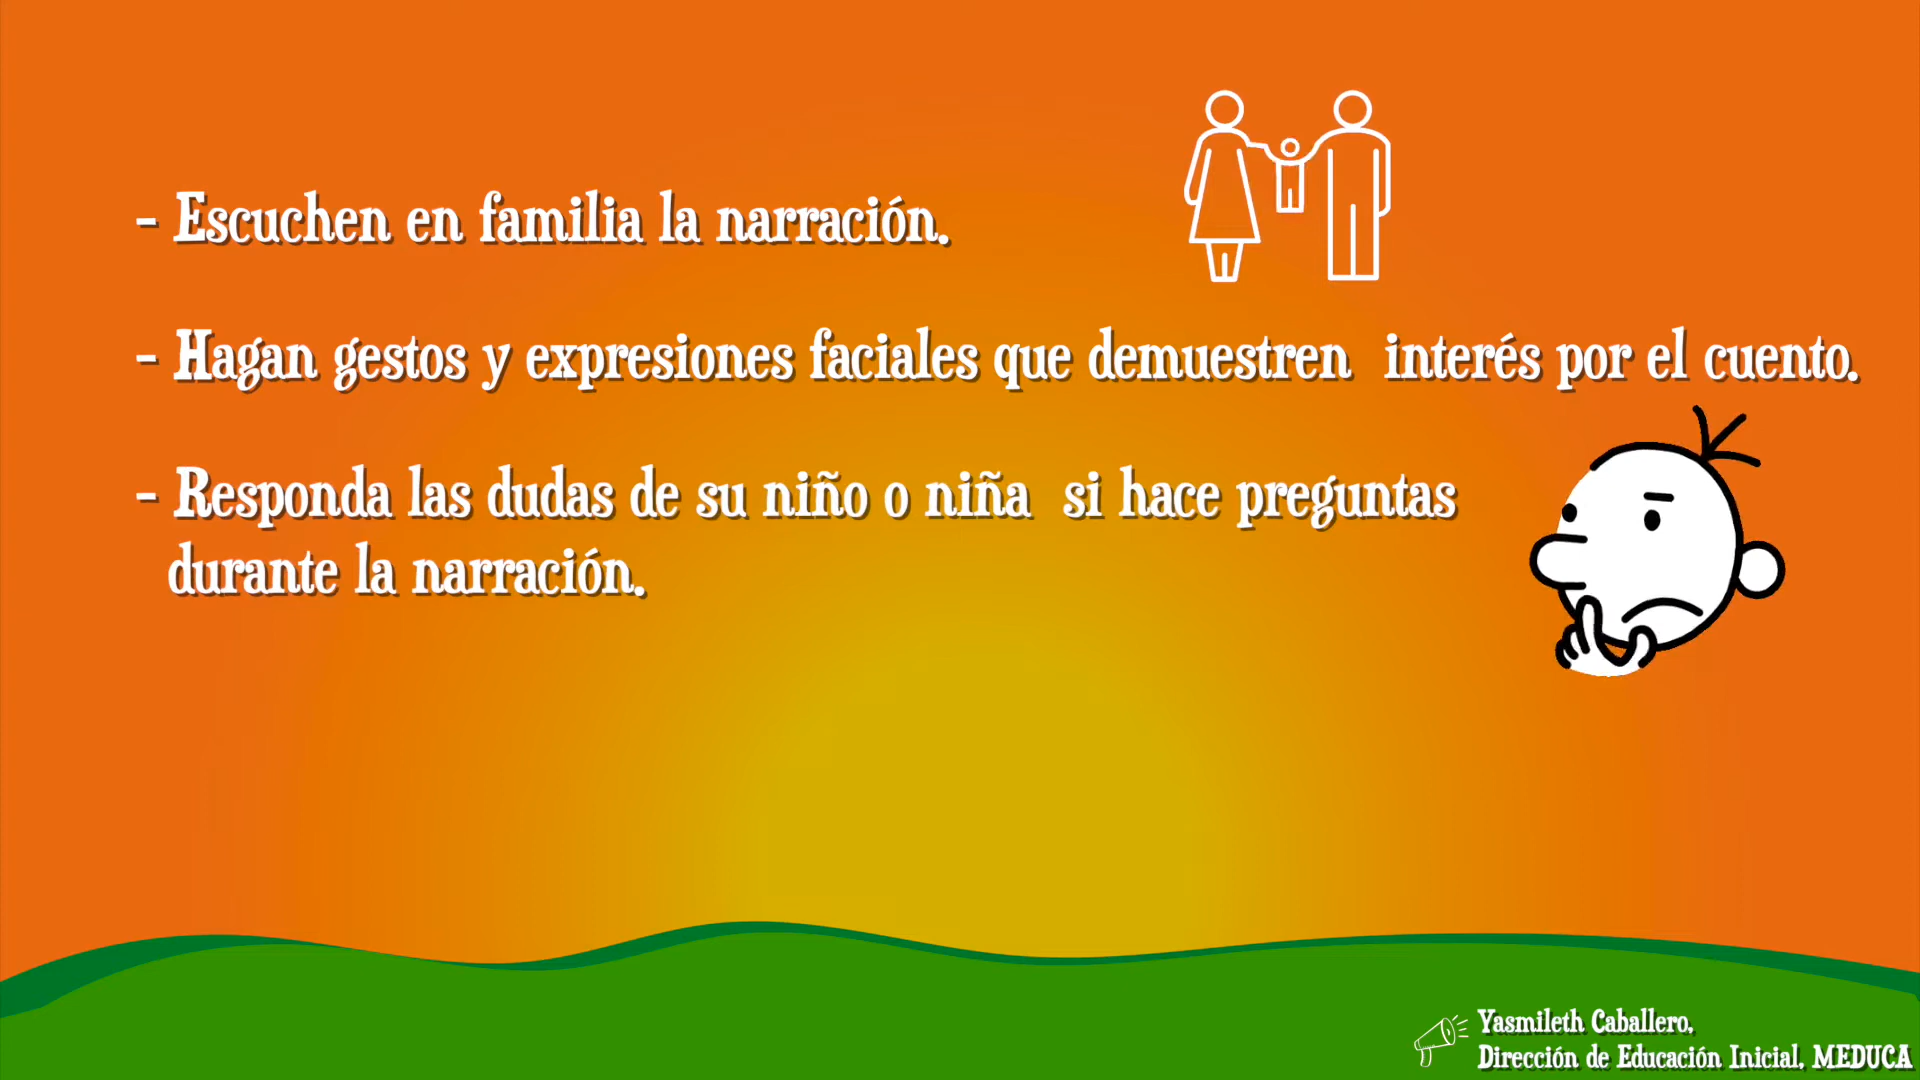 - Escuchen en familia la narración.
- Hagan gestos y expresiones faciales que demuestren interés por el cuento.
- Responda las dudas de su niño o niña si hace preguntas
durante la narración.
Yasmileth Caballero,
Dirección de Educación Inicial, MEDUCA